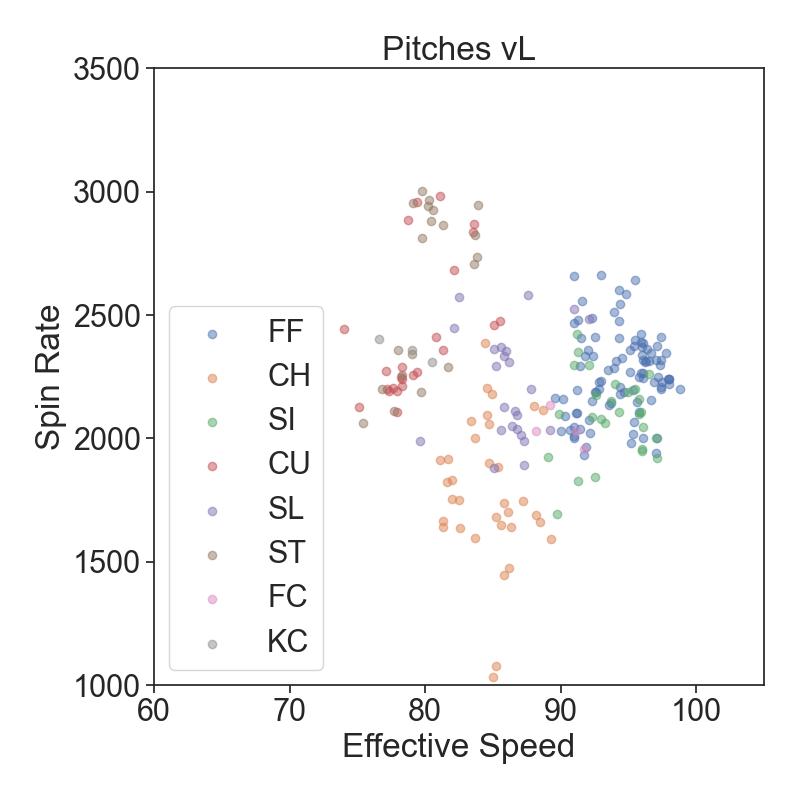 Pitches vL
3500
3000
2500
2000
1500
1000
Spin Rate
FF
CH
SI
CU
SL
ST
FC
KC
60 70 80 90 100
Effective Speed